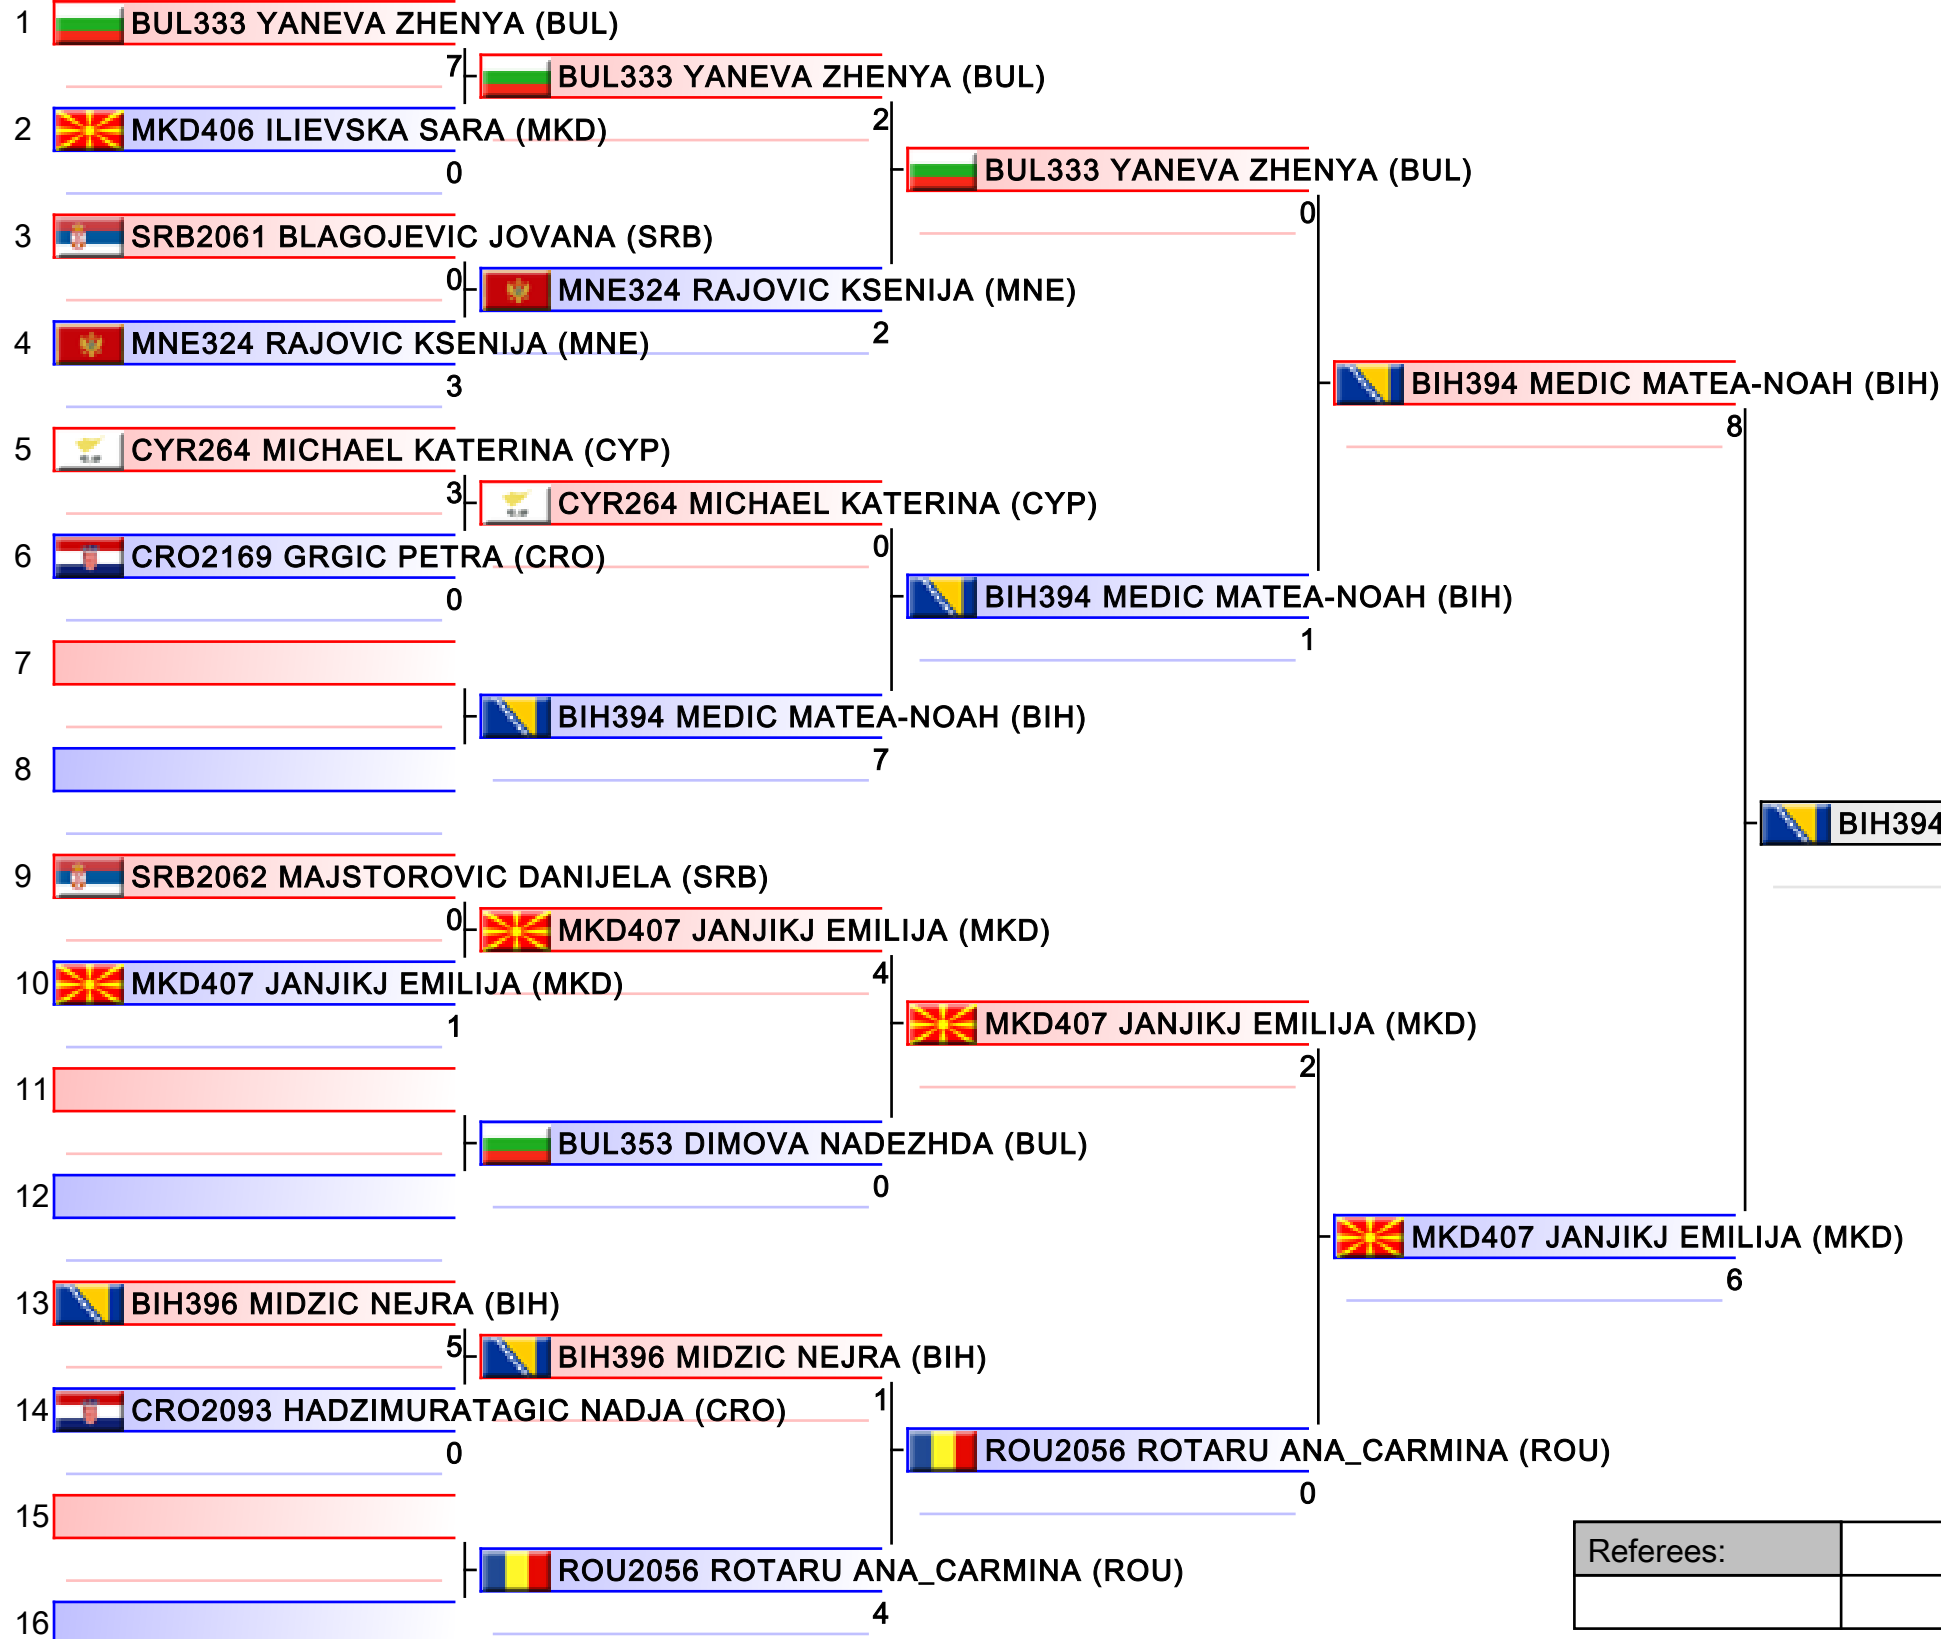 1 BUL333 YANEVA ZHENYA (BUL)
7 BUL333 YANEVA ZHENYA (BUL)
2 MKD406 ILIEVSKA SARA (MKD) 2
0 BUL333 YANEVA ZHENYA (BUL)
0
3 SRB2061 BLAGOJEVIC JOVANA (SRB)
0 MNE324 RAJOVIC KSENIJA (MNE)
4 MNE324 RAJOVIC KSENIJA (MNE) 2
3 BIH394 MEDIC MATEA-NOAH (BIH)
8
5 CYR264 MICHAEL KATERINA (CYP)
3 CYR264 MICHAEL KATERINA (CYP)
6 CRO2169 GRGIC PETRA (CRO) 0
0 BIH394 MEDIC MATEA-NOAH (BIH)
1
7
BIH394 MEDIC MATEA-NOAH (BIH)
8 7
BIH394
9 SRB2062 MAJSTOROVIC DANIJELA (SRB)
0 MKD407 JANJIKJ EMILIJA (MKD)
10 MKD407 JANJIKJ EMILIJA (MKD) 4
1 MKD407 JANJIKJ EMILIJA (MKD)
2
11
BUL353 DIMOVA NADEZHDA (BUL)
12 0
MKD407 JANJIKJ EMILIJA (MKD)
6
13 BIH396 MIDZIC NEJRA (BIH)
5 BIH396 MIDZIC NEJRA (BIH)
14 CRO2093 HADZIMURATAGIC NADJA (CRO) 1
0 ROU2056 ROTARU ANA_CARMINA (ROU)
0
15
Referees:
ROU2056 ROTARU ANA_CARMINA (ROU)
16 4